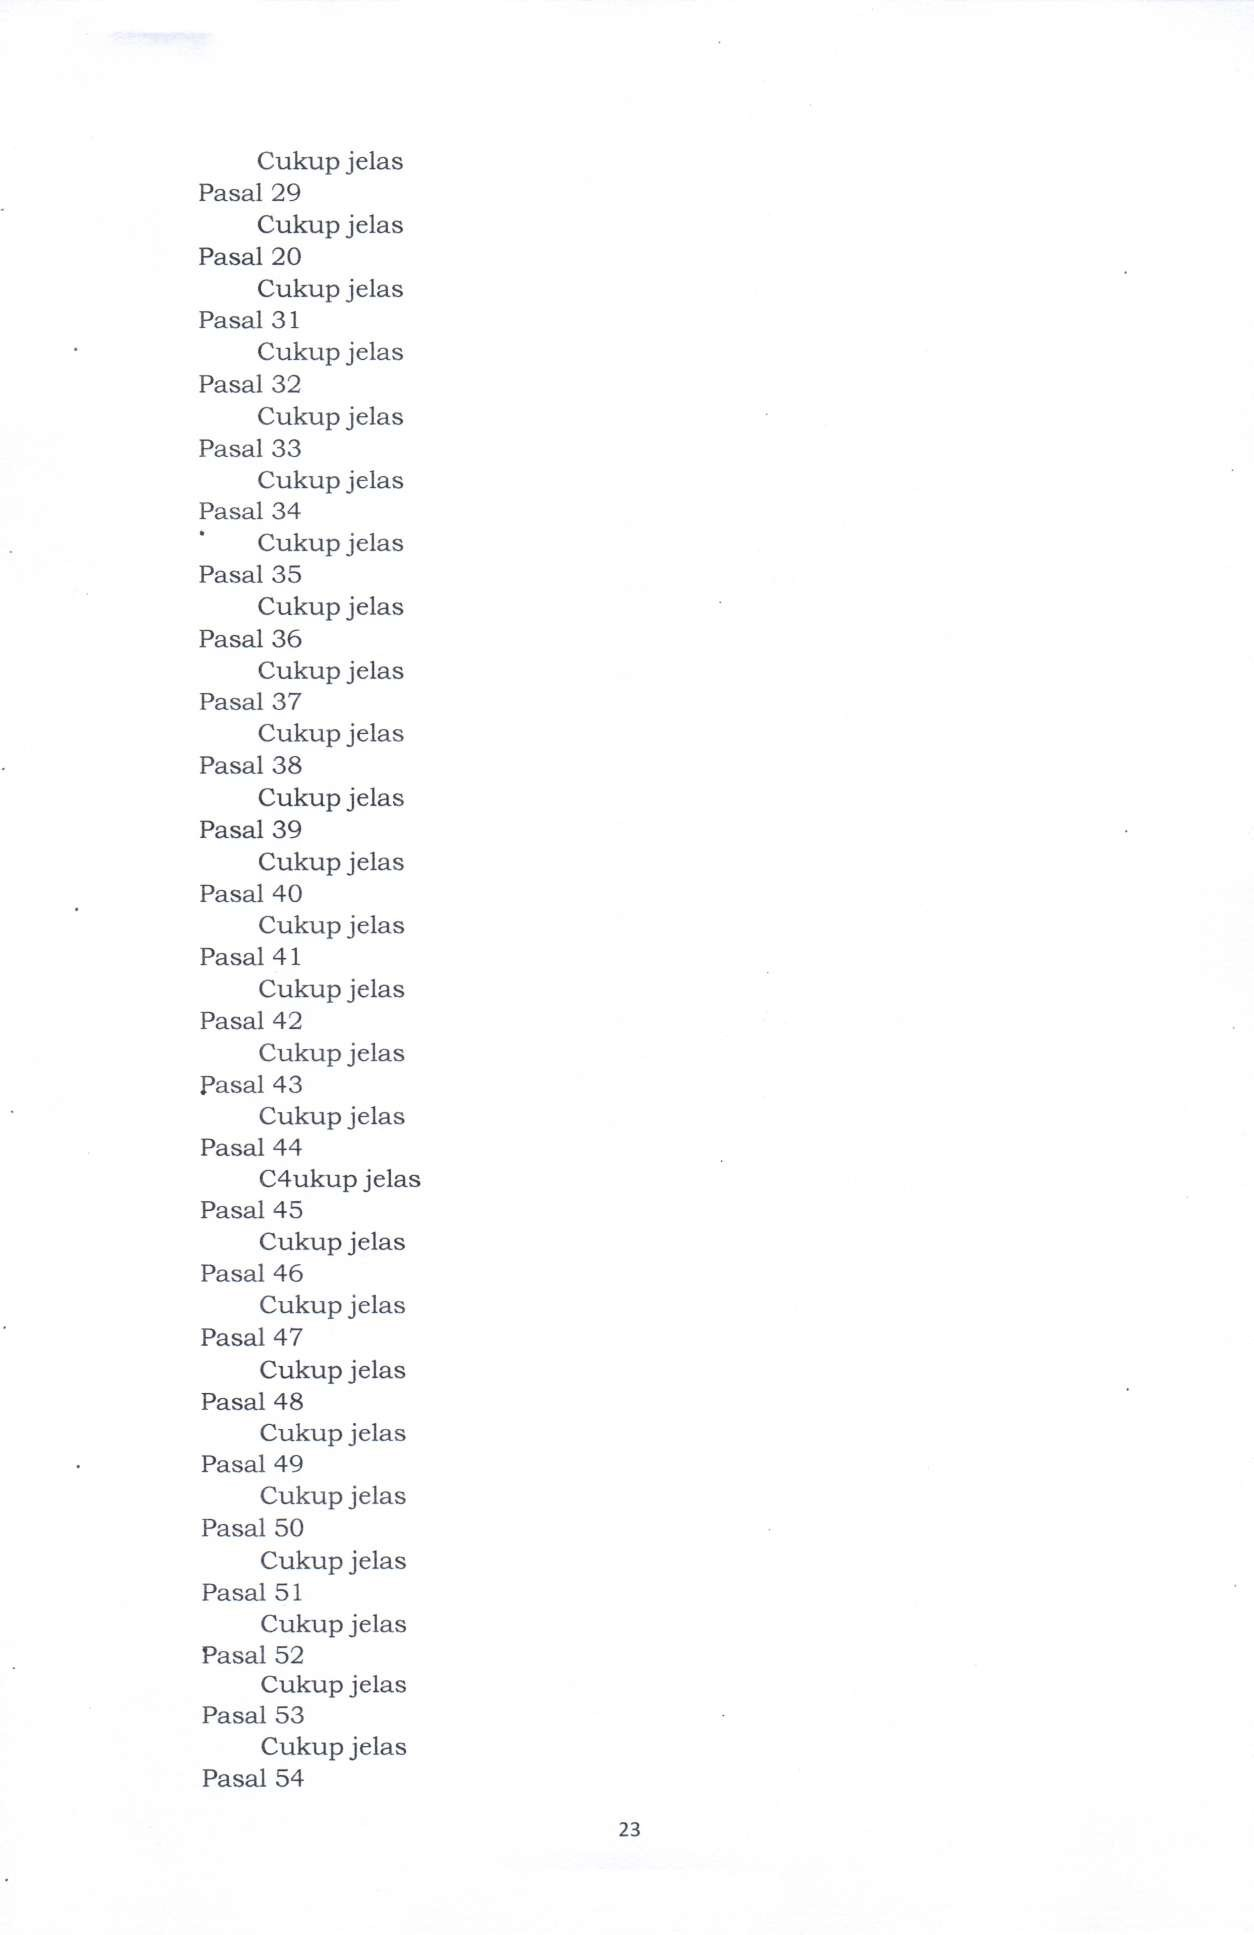 Cukup jelas
Pasal 29
Cukup jelas
Pasal 20
Cukup jelas
Pasal 31
Cukup jelas
Pasal 32
Cukup jelas
Pasal 33
Cukup jelas
Pasal 34
Cukup jelas
Pasal 35
Cukup jelas
Pasal 36
Cukup jelas
Pasal 37
Cukup jelas
Pasal 38
Cukup jelas
Pasal 39
Cukup jelas
Pasal 40
Cukup jelas
Pasal 41
Cukup jelas
Pasal 42
Cukup jelas
Pasal 43
Cukup jelas
Pasal 44
C4ukup jelas
Pasal 45
Cukup jelas
Pasal 46
Cukup jelas
Pasal 47
Cukup jelas
Pasal 48
Cukup jelas
Pasal 49
Cukup jelas
Pasal 50
Cukup jelas
Pasal 51
Cukup jelas
Pasal 52
Cukup jelas
Pasal 53
Cukup jelas
Pasal 54
23